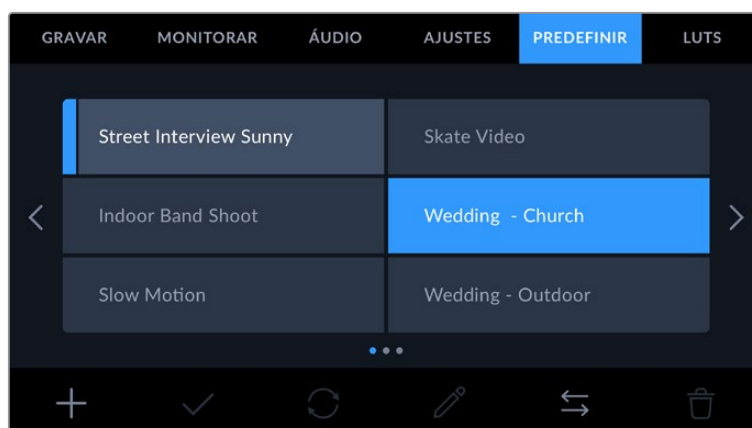 GRAVAR MONITORAR ÁUDIO AJUSTES PREDEFINIR LUTS
Street Interview Sunny Skate Video
Indoor Band Shoot Wedding - Church
Slow Motion Wedding - Outdoor